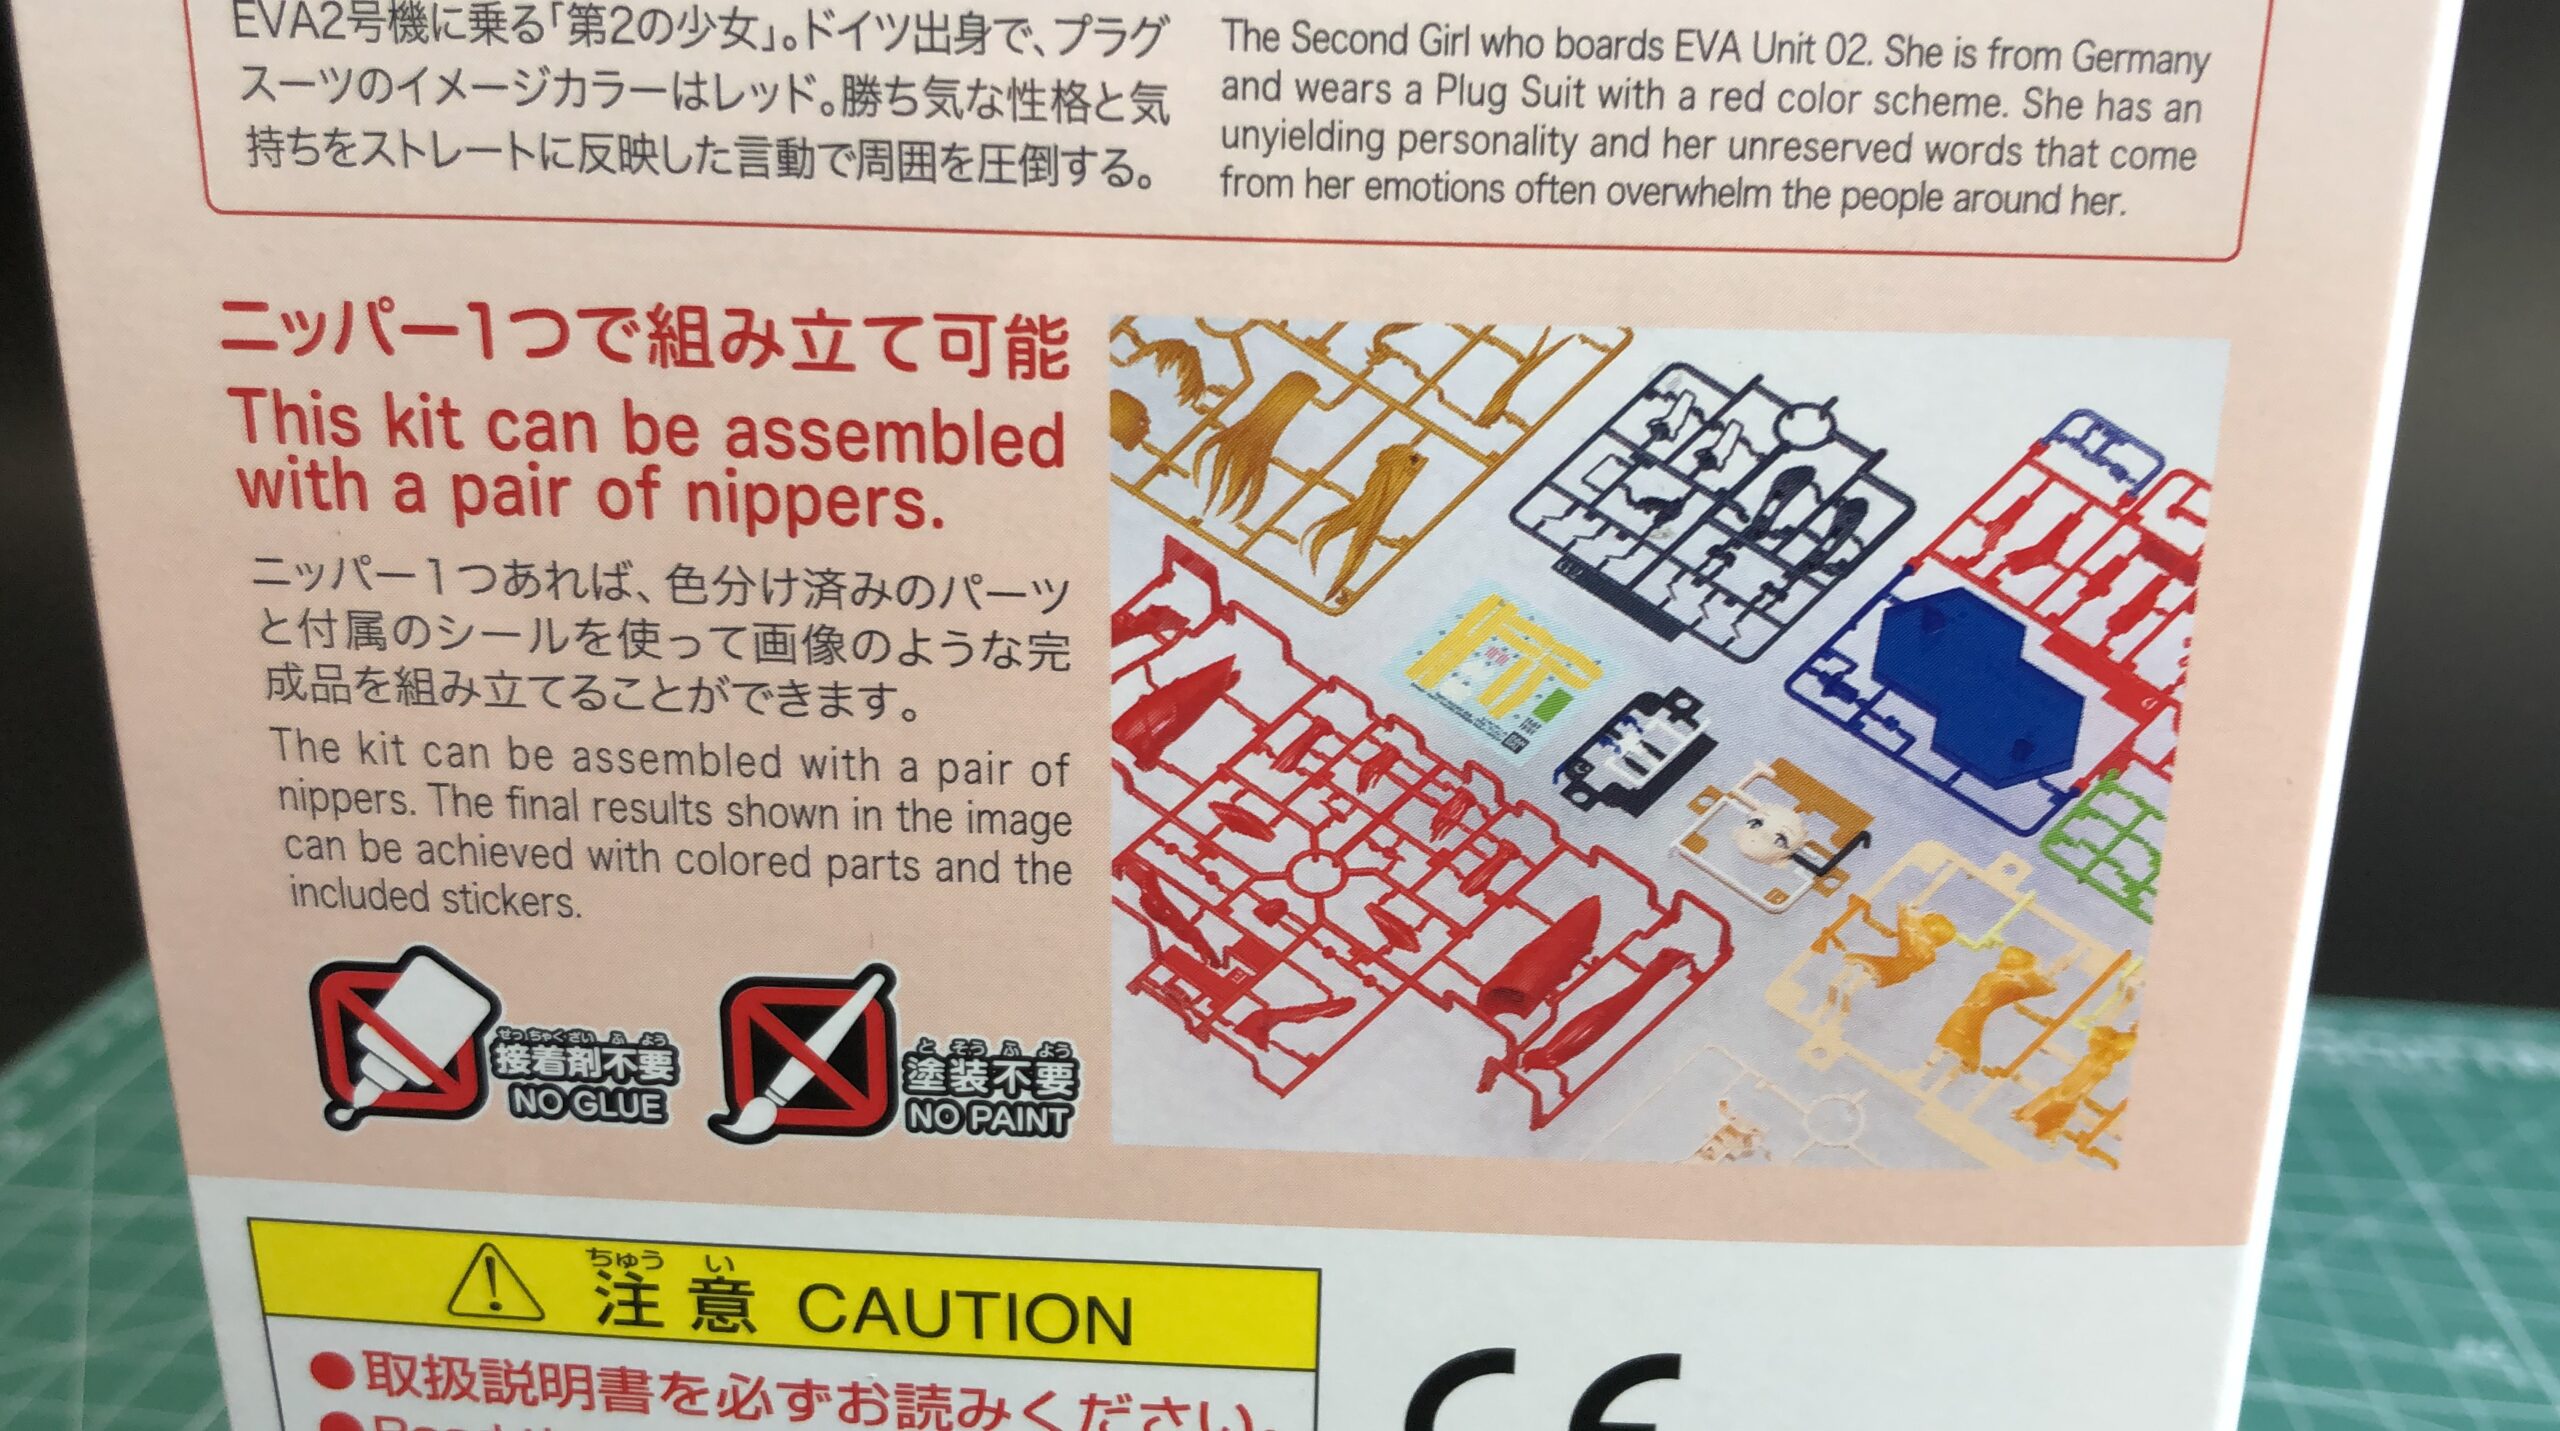 EVA2号機に乗る「第2の少女」。ドイツ出身で、プラグ
スーツのイメージカラーはレッド。勝ち気な性格と気
持ちをストレートに反映した言動で周囲を圧倒する。
The Second Girl who boards EVA Unit 02. She is from Germany
and wears a Plug Suit with a red color scheme. She has an
unyielding personality and her unreserved words that come
from her emotions often overwhelm the people around her.
ニッパー1つで組み立て可能
This kit can be assembled
with a pair of nippers.
ニッパー1つあれば、色分け済みのパーツ
と付属のシールを使って画像のような完
成品を組み立てることができます。
The kit can be assembled with a pair of
nippers. The final results shown in the image
can be achieved with colored parts and the
included stickers.
せっちゃくざいふよう
接着剤不要
NO GLUE
とそうふよう
塗装不要
NO PAINT
ちゅうい
注意 CAUTION
●取扱説明書を必ずお読みください。
CE